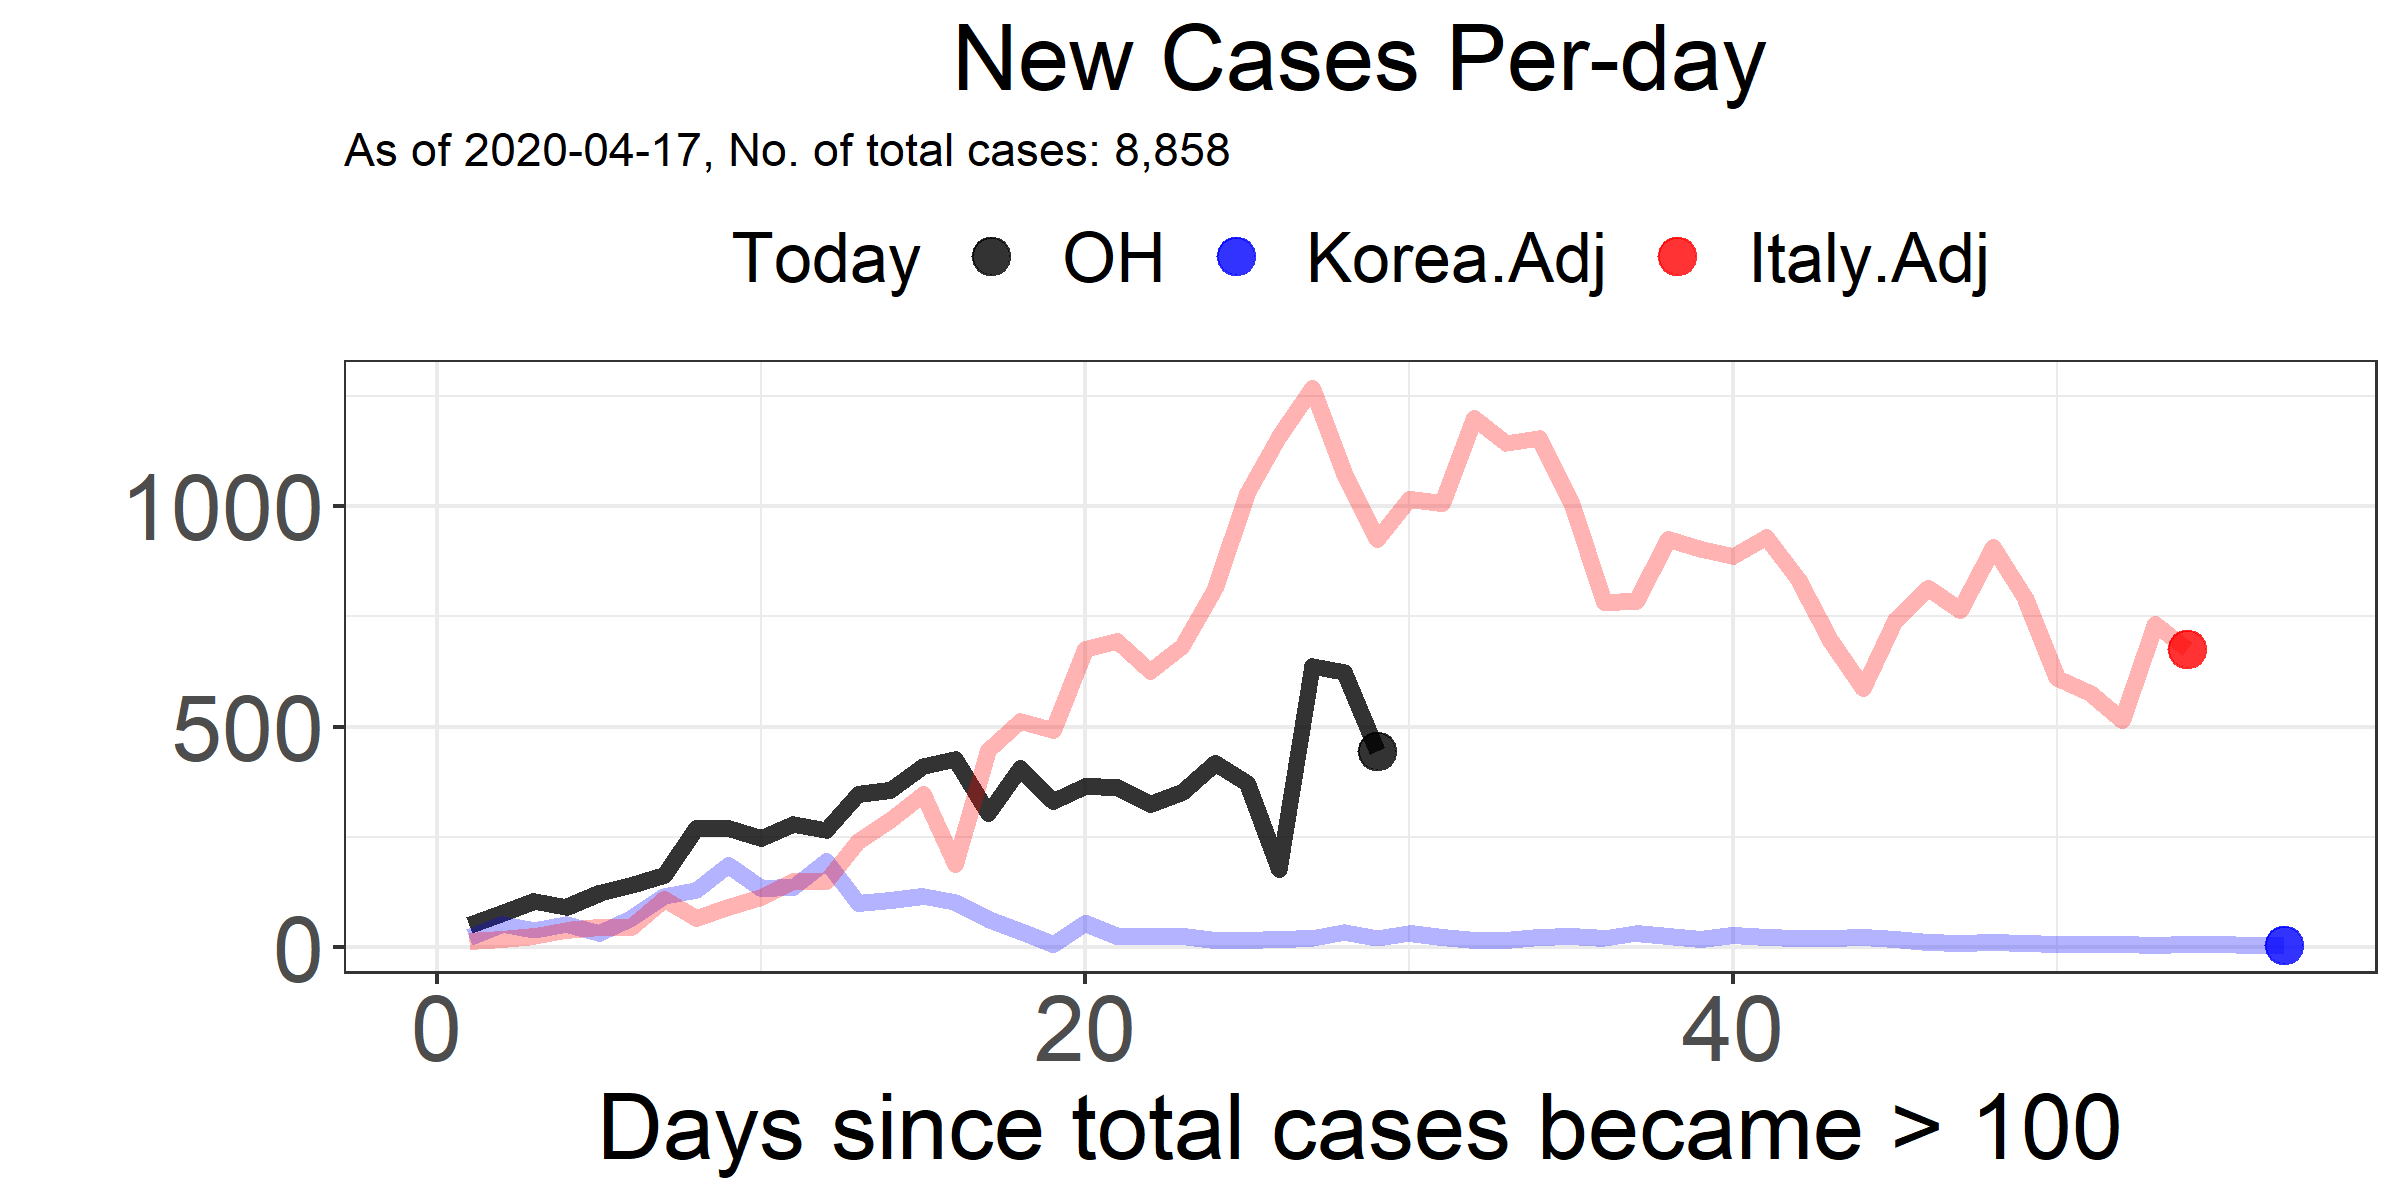 New Cases Per-day
As of 2020-04-17, No. of total cases: 8,858
Today OH Korea.Adj Italy.Adj
1000
500
0
0 20 40
Days since total cases became > 100